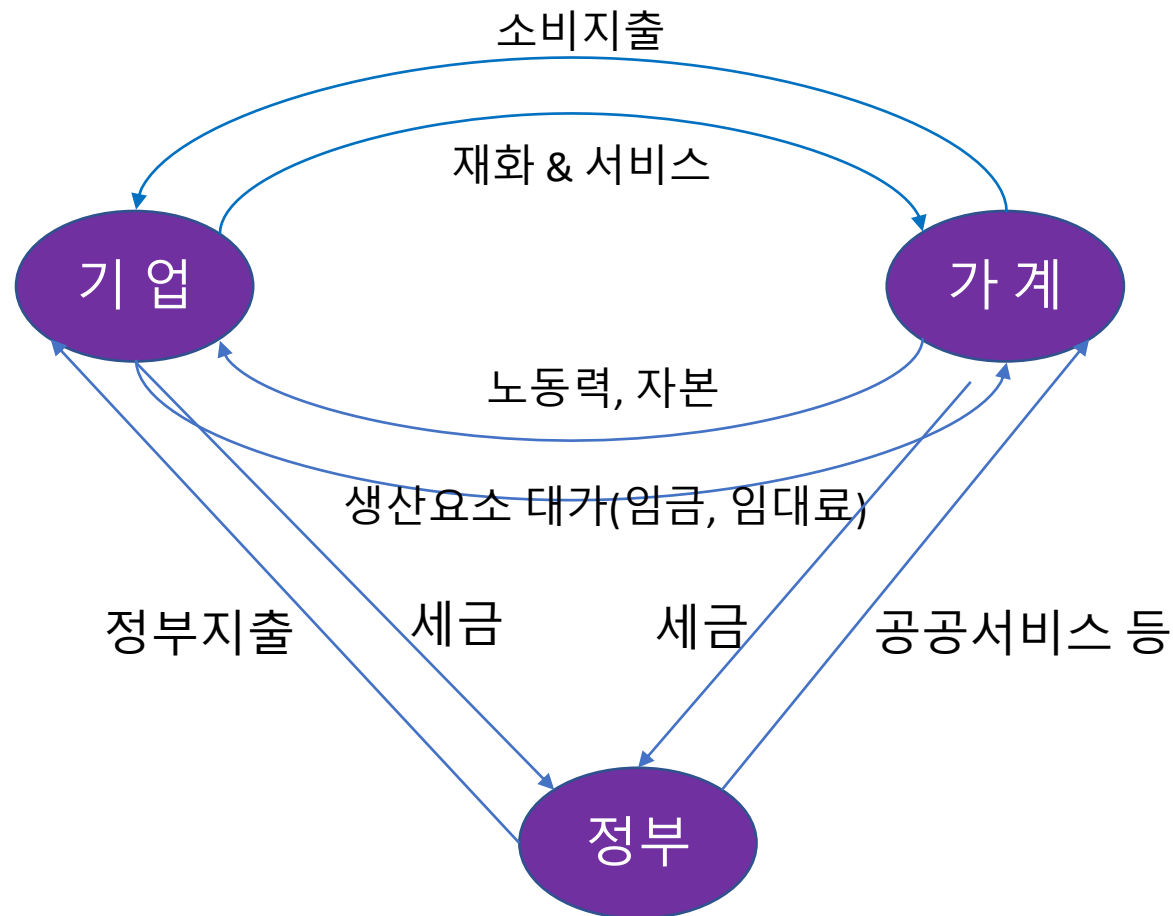 소비지출
재화 & 서비스
기 업
가 계
노동력, 자본
생산요소 대가(임금, 임대료)
정부지출
세금
세금
공공서비스 등
정부